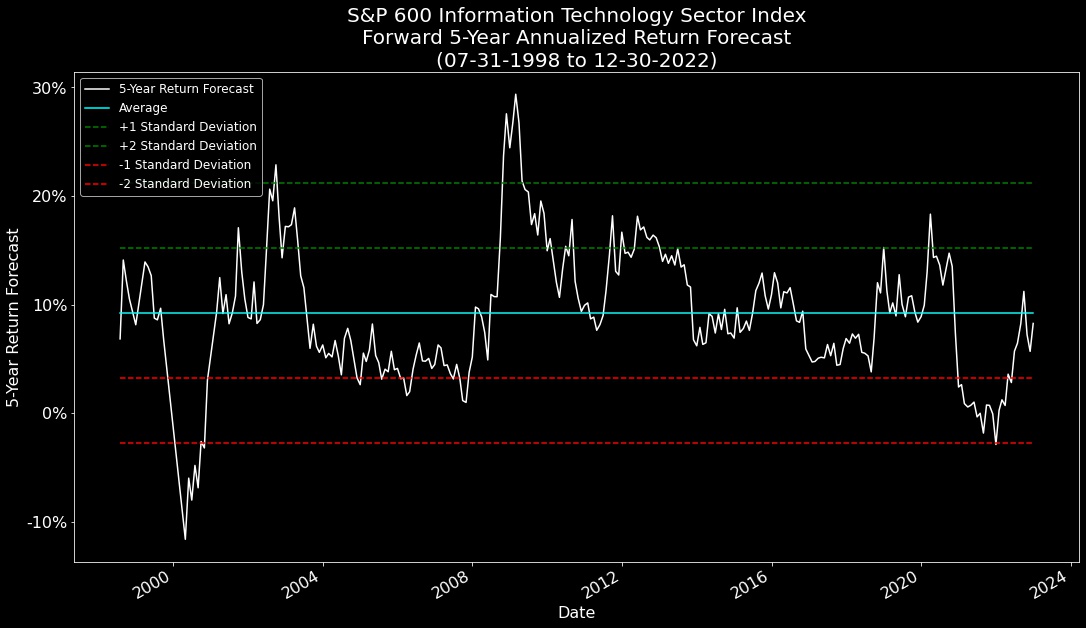 S&P 600 Information Technology Sector Index
Forward 5-Year Annualized Return Forecast
(07-31-1998 to 12-30-2022)
5-Year Return Forecast
Average
+1 Standard Deviation
+2 Standard Deviation
-1 Standard Deviation
-2 Standard Deviation
5-Year Return Forecast
30%
20%
10%
0%
-10%
2000
2004
2008
2012
2016
2020
2024
Date